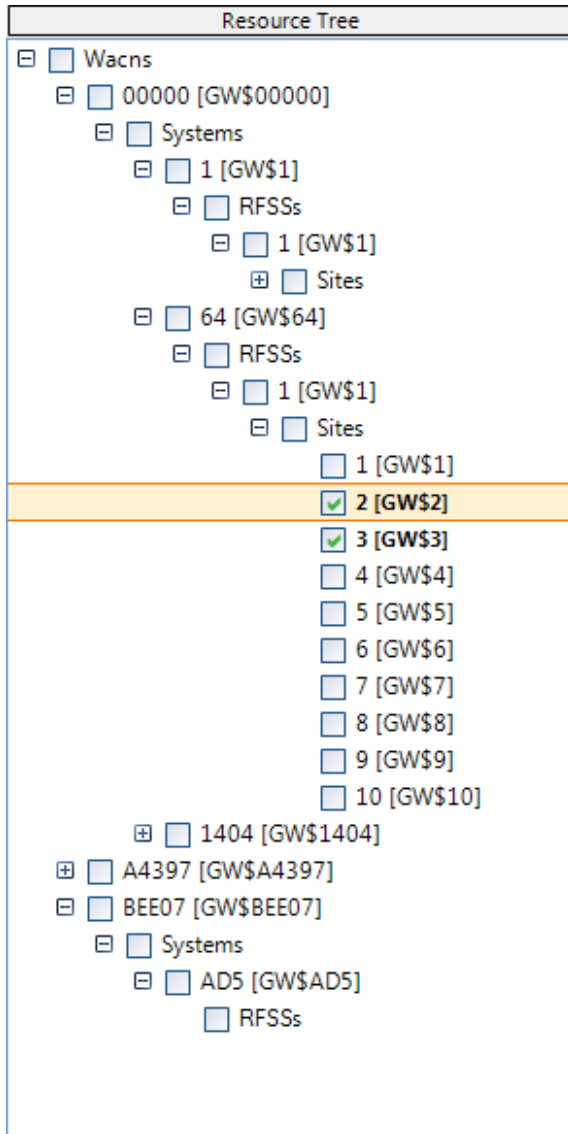 Resource Tree
Wacns
00000 [GW$00000]
Systems
1 [GW$1]
RFSSs
1 [GW$1]
Sites
64 [GW$64]
RFSSs
1 [GW$1]
Sites
1 [GW$1]
2 [GW$2]
3 [GW$3]
4 [GW$4]
5 [GW$5]
6 [GW$6]
7 [GW$7]
8 [GW$8]
9 [GW$9]
10 [GW$10]
1404 [GW$1404]
A4397 [GW$A4397]
BEE07 [GW$BEE07]
Systems
AD5 [GW$AD5]
RFSSs